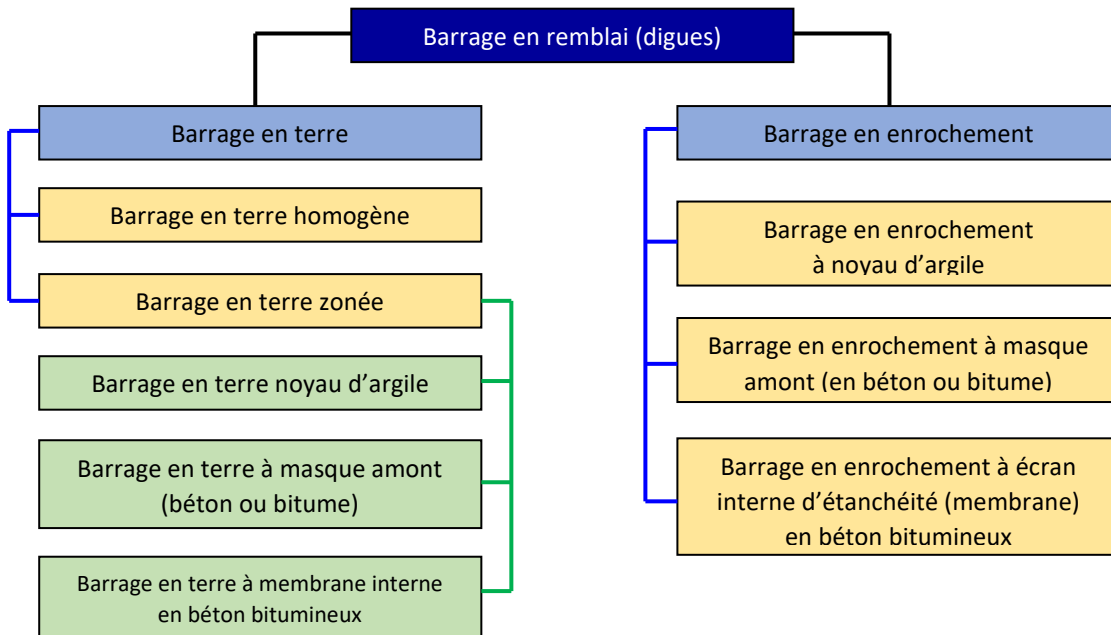 Barrage en remblai (digues)
Barrage en terre
Barrage en terre homogène
Barrage en terre zonée
Barrage en terre noyau d’argile
Barrage en terre à masque amont
(béton ou bitume)
Barrage en terre à membrane interne
en béton bitumineux
Barrage en enrochement
Barrage en enrochement
à noyau d’argile
Barrage en enrochement à masque
amont (en béton ou bitume)
Barrage en enrochement à écran
interne d’étanchéité (membrane)
en béton bitumineux